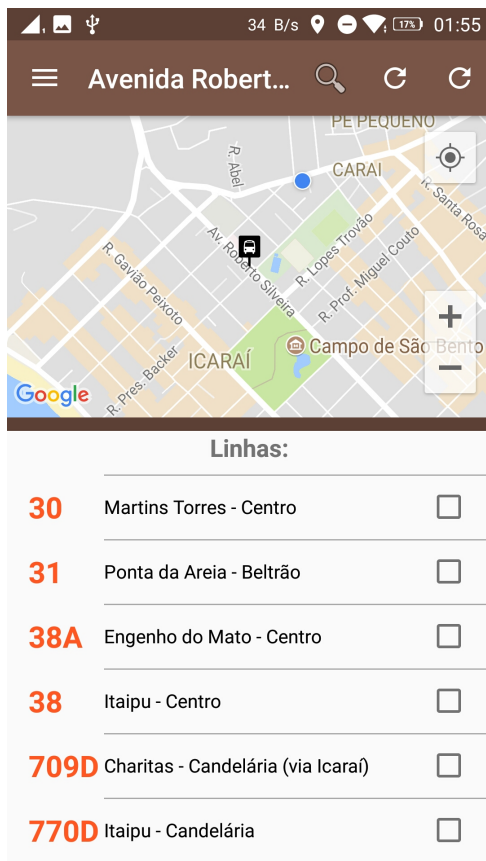 34 B/s 17% 01:55
Avenida Robert...
PE PEQUENO
R. Abel
CARAI
R. Santa Rosa
Av. Roberto Silveira
R. Lopes Trovão
R. Gavião Peixoto
R. Prof. Miguel Couto
Campo de São Bento
ICARAÍ
R. Pres. Backer
Google
Linhas:
30 Martins Torres - Centro
31 Ponta da Areia - Beltrão
38A Engenho do Mato - Centro
38 Itaipu - Centro
709D Charitas - Candelária (via Icaraí)
770D Itaipu - Candelária